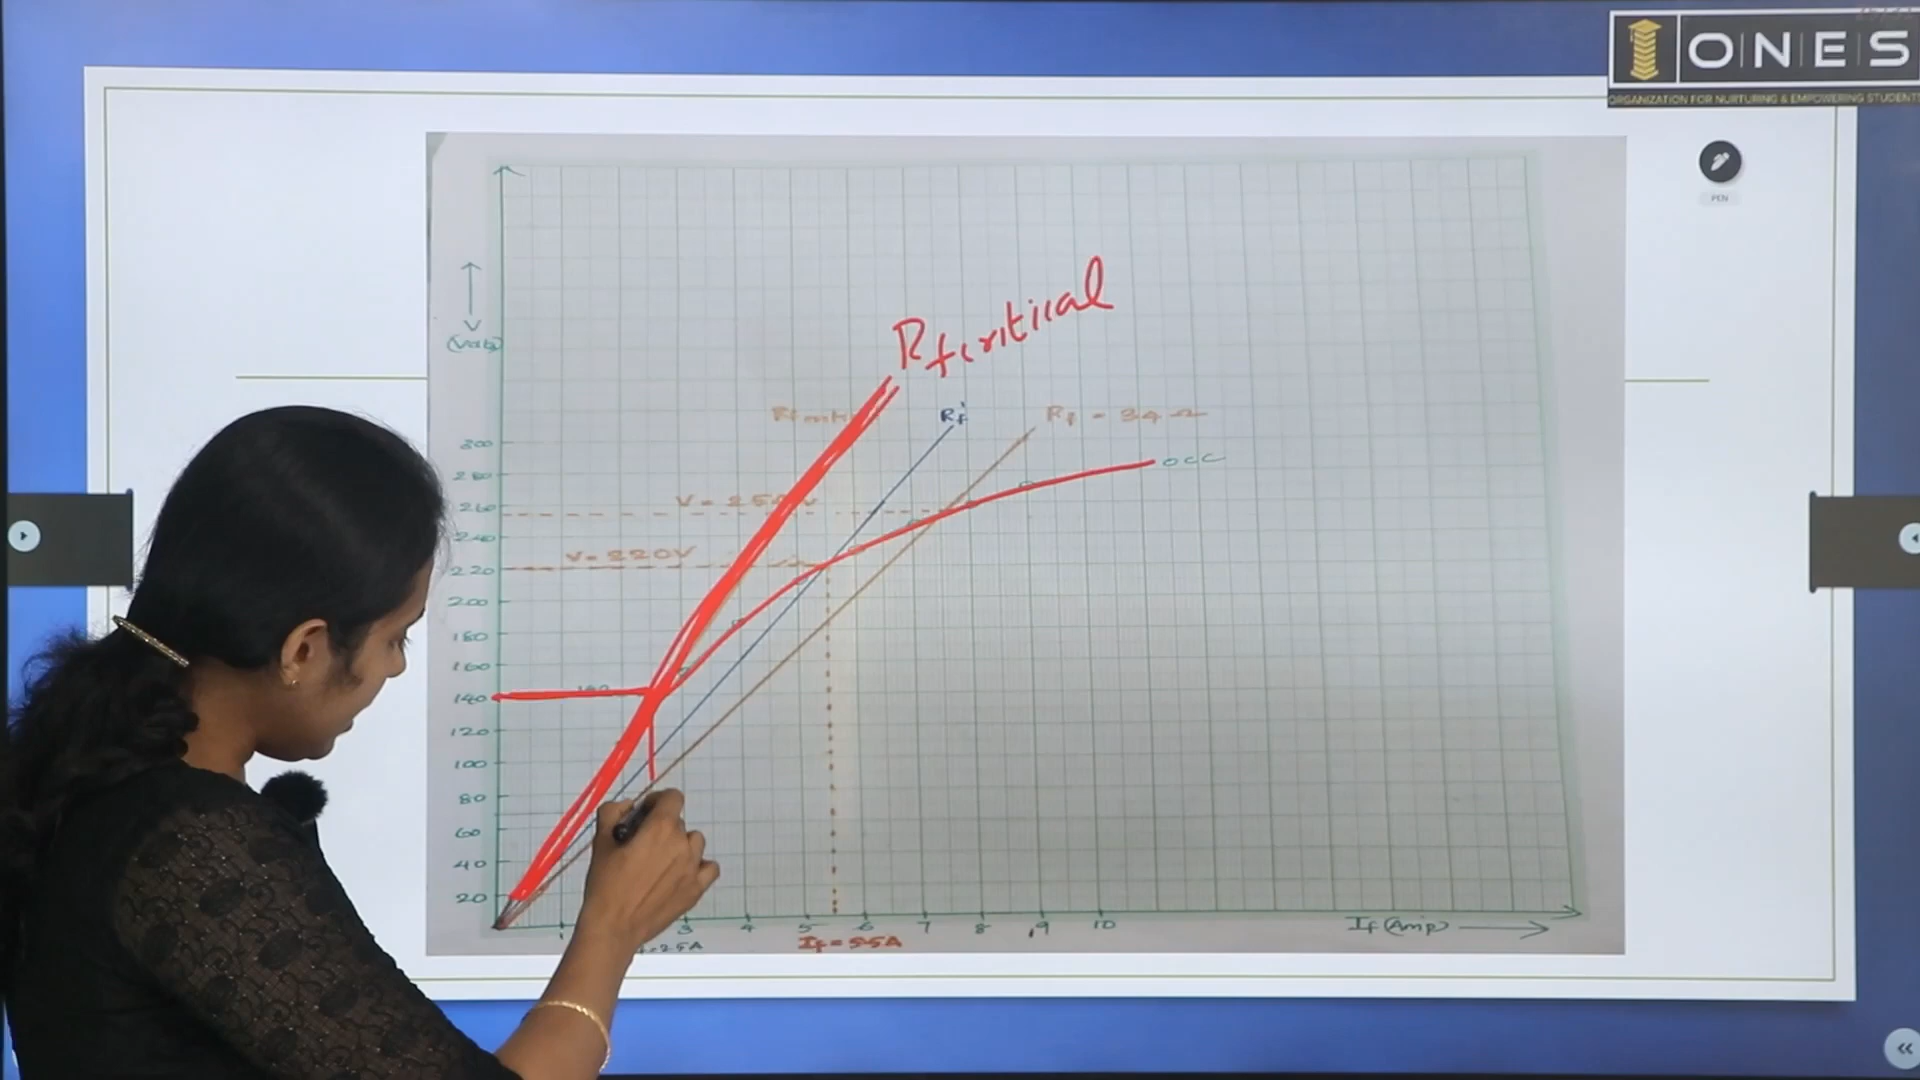 ONES
ORGANIZATION FOR NURTURING & EMPOWERING STUDENTS
PEN
Rf critical
V
(Volts)
Rf'
Rf = 34 Ω
OCC
300
280
260
240
220
200
180
160
140
120
100
80
60
40
20
V = 220V
1
3
4
5
6
7
8
9
10
If = 5.5A
If (Amp)